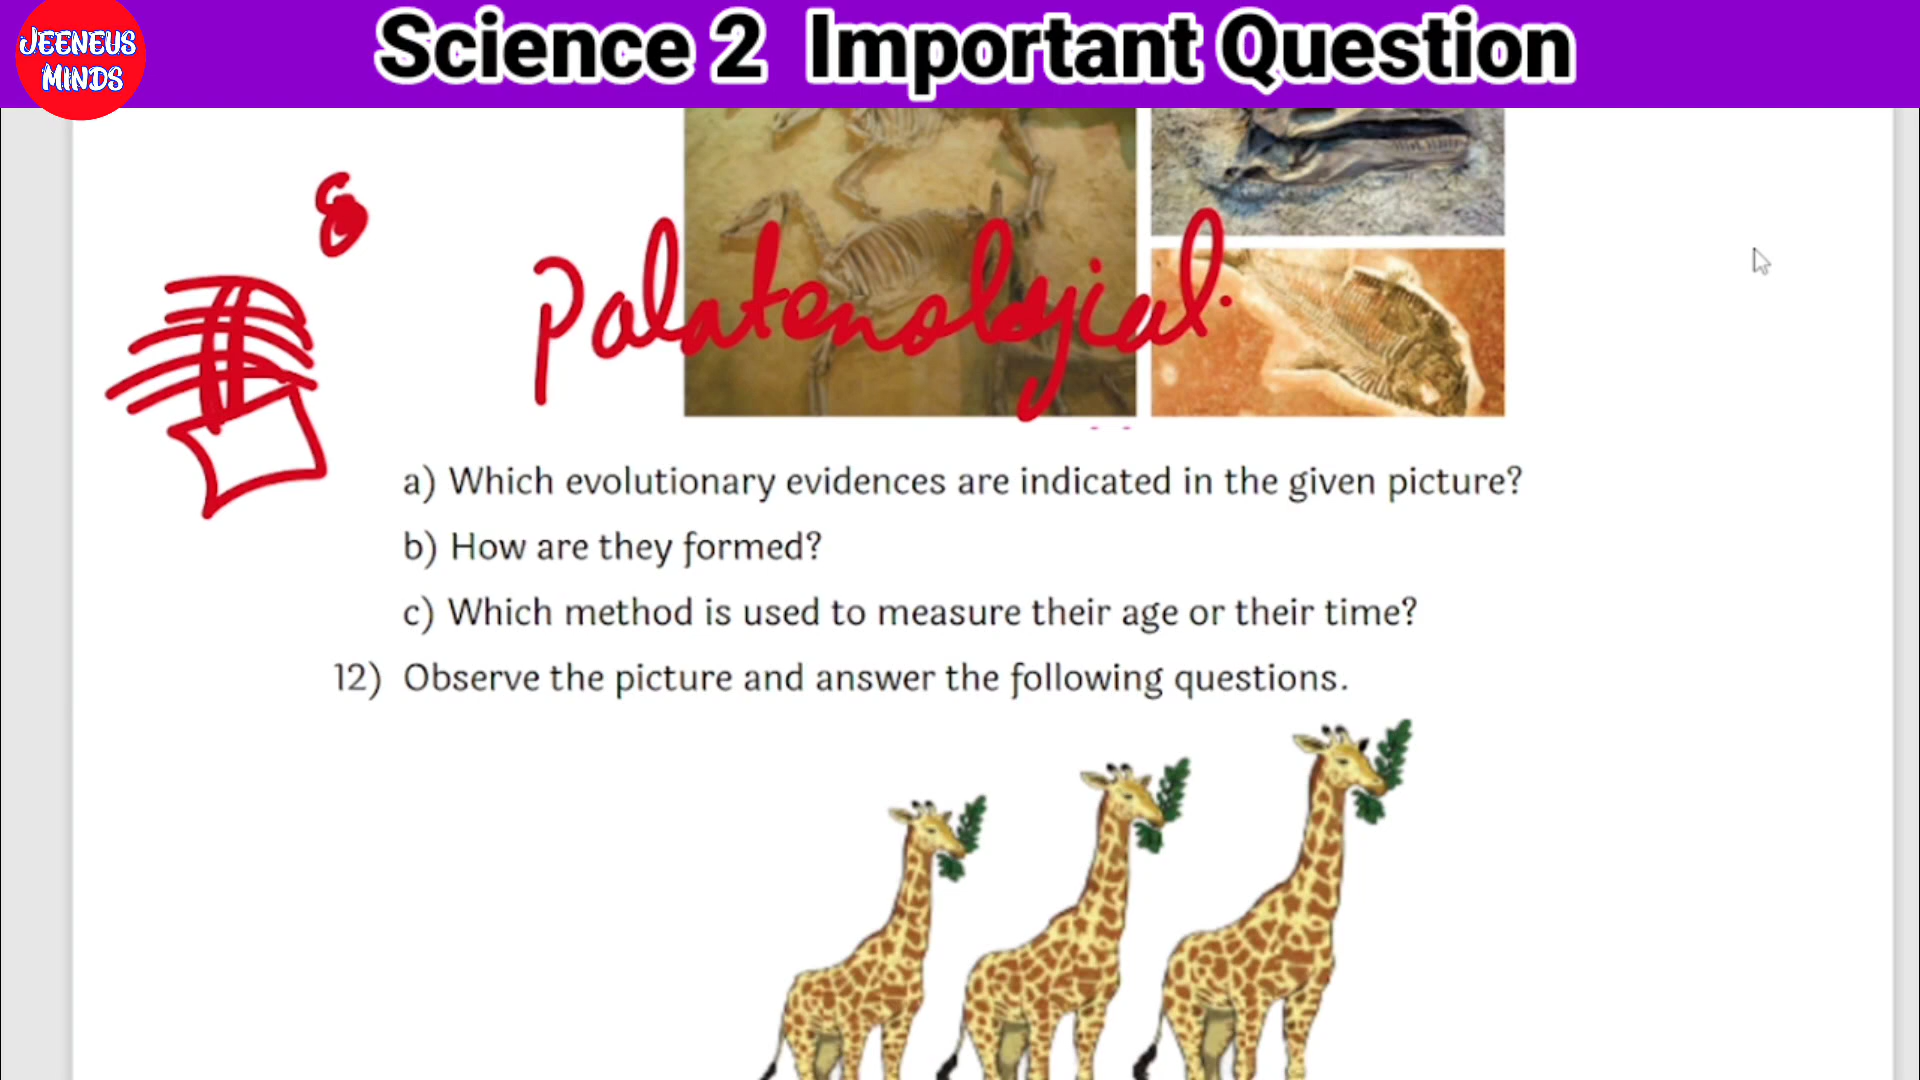 JEENEUS
MINDS
Science 2 Important Question
8
Palatenological.
a) Which evolutionary evidences are indicated in the given picture?
b) How are they formed?
c) Which method is used to measure their age or their time?
12) Observe the picture and answer the following questions.